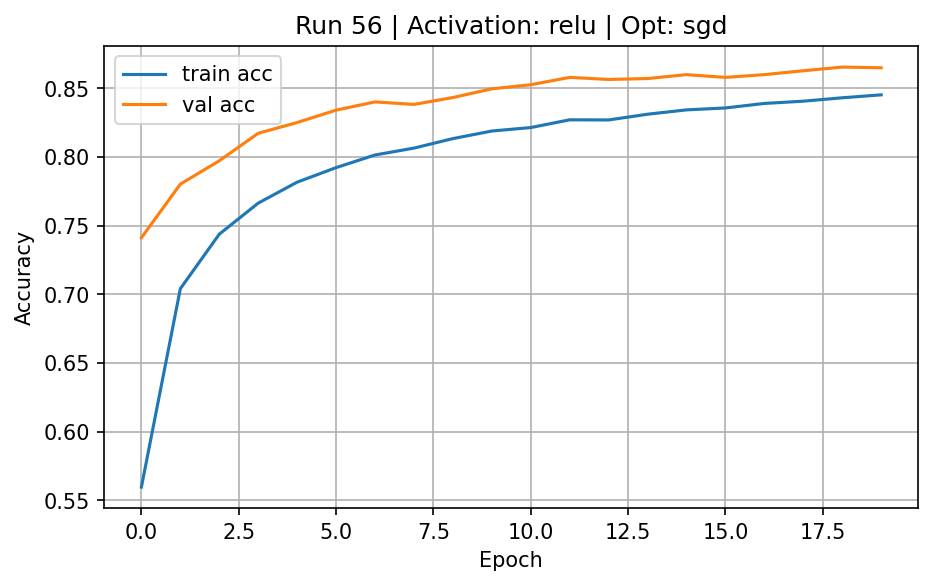 Run 56 | Activation: relu | Opt: sgd
train acc
val acc
0.85
0.80
0.75
0.70
0.65
0.60
0.55
Accuracy
0.0 2.5 5.0 7.5 10.0 12.5 15.0 17.5
Epoch